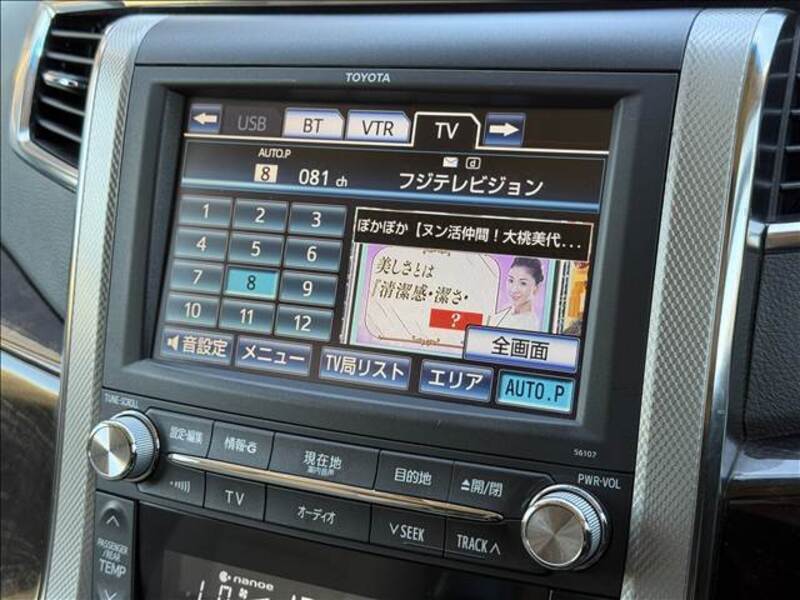 TOYOTA
USB BT VTR TV
AUTO.P
8 081 ch フジテレビジョン
d
1 2 3
4 5 6
7 8 9
10 11 12
ぽかぽか [ヌン活仲間!大桃美代...
美しさとは
『清潔感・潔さ・
?
全画面
音設定 メニュー TV局リスト エリア AUTO.P
TUNE・SCROLL
設定・編集 情報・G 現在地 目的地 ▲開/閉
案内音声
56107
PWR・VOL
TV オーディオ ∨SEEK TRACK∧
PASSENGER
/REAR
TEMP
nanoe